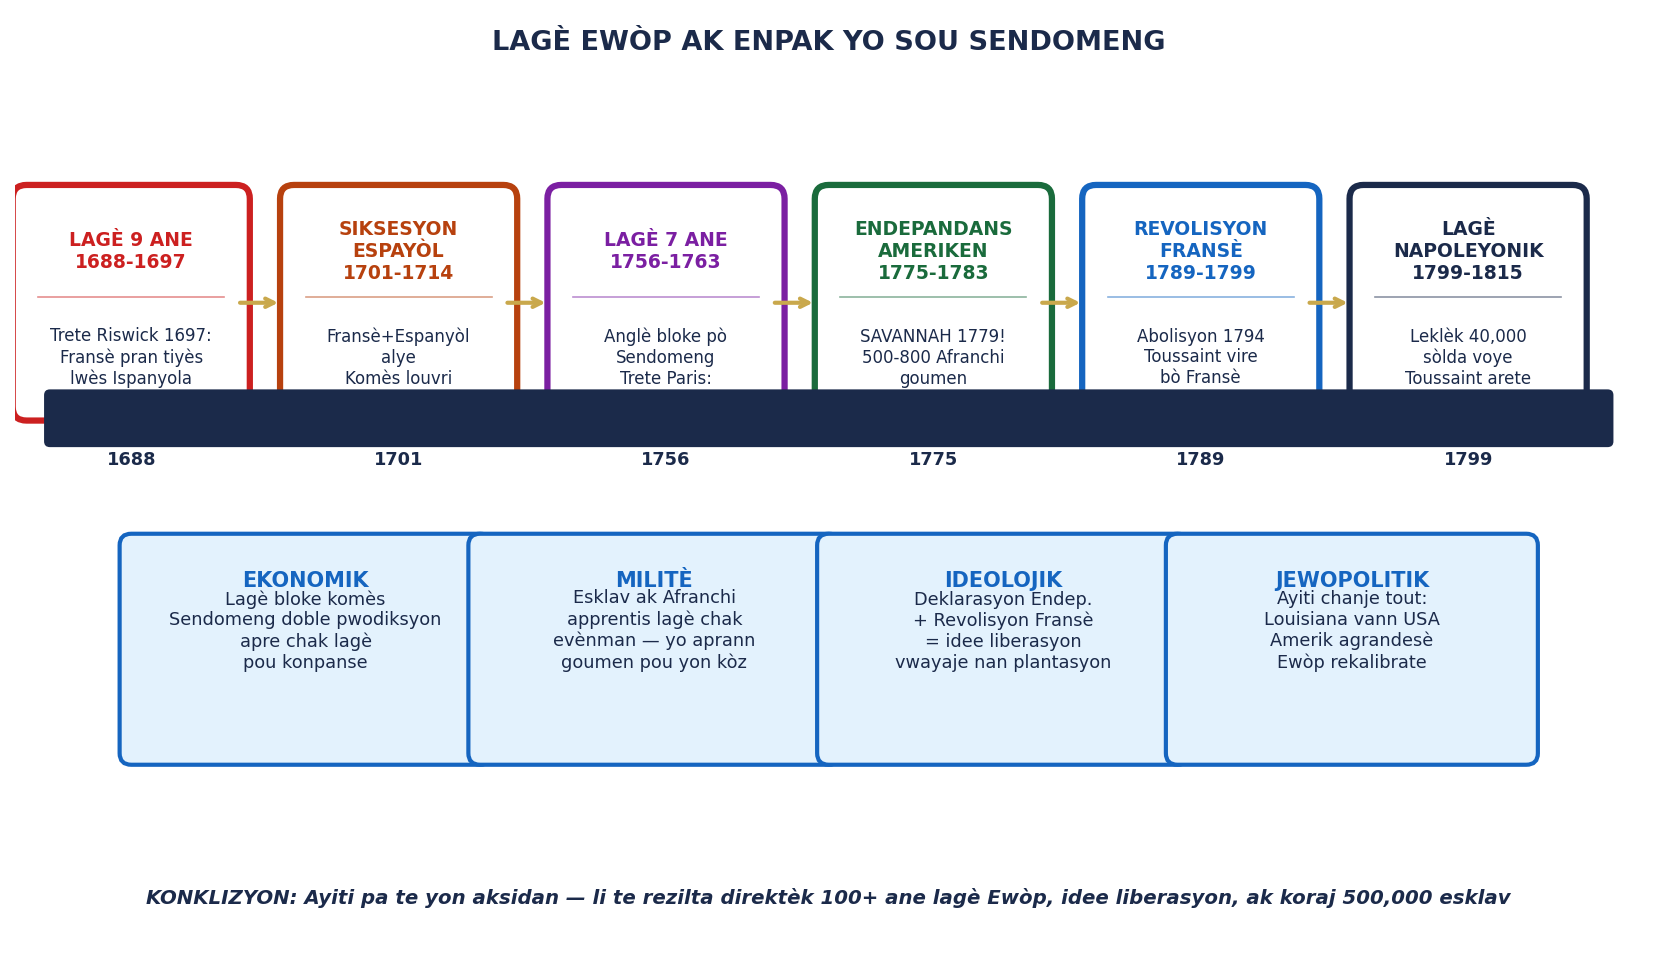 LAGÈ EWÒP AK ENPAK YO SOU SENDOMENG
LAGÈ 9 ANE
1688-1697
Trete Riswick 1697:
Fransè pran tiyès
lwès Ispanyola
SIKSESYON
ESPAYÒL
1701-1714
Fransè+Espanyòl
alye
Komès louvri
LAGÈ 7 ANE
1756-1763
Anglè bloke pò
Sendomeng
Trete Paris:
ENDEPANDANS
AMERIKEN
1775-1783
SAVANNAH 1779!
500-800 Afranchi
goumen
REVOLISYON
FRANSÈ
1789-1799
Abolisyon 1794
Toussaint vire
bò Fransè
LAGÈ
NAPOLEYONIK
1799-1815
Leklèk 40,000
sòlda voye
Toussaint arete
1688
1701
1756
1775
1789
1799
EKONOMIK
Lagè bloke komès
Sendomeng doble pwodiksyon
apre chak lagè
pou konpanse
MILITÈ
Esklav ak Afranchi
apprentis lagè chak
evènman — yo aprann
goumen pou yon kòz
IDEOLOJIK
Deklarasyon Endep.
+ Revolisyon Fransè
= idee liberasyon
vwayaje nan plantasyon
JEWOPOLITIK
Ayiti chanje tout:
Louisiana vann USA
Amerik agrandesè
Ewòp rekalibrate
KONKLIZYON: Ayiti pa te yon aksidan — li te rezilta direktèk 100+ ane lagè Ewòp, idee liberasyon, ak koraj 500,000 esklav